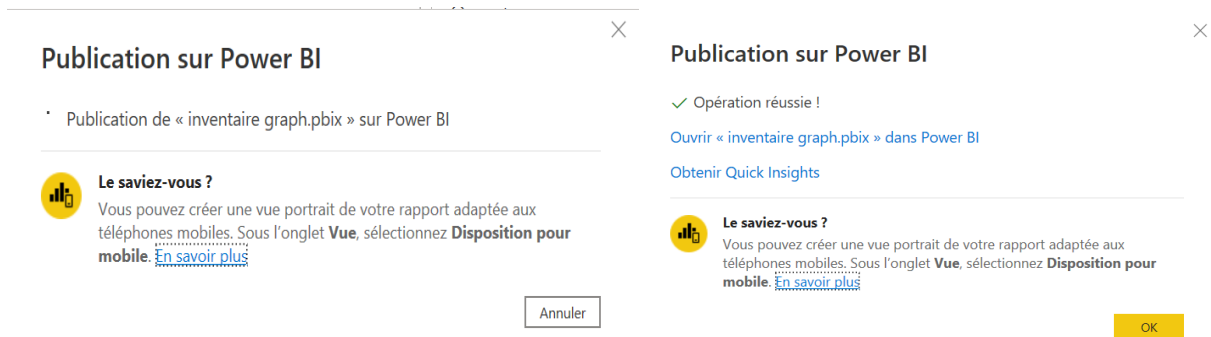 Publication sur Power BI
Publication de « inventaire graph.pbix » sur Power BI
Le saviez-vous ?
Vous pouvez créer une vue portrait de votre rapport adaptée aux
téléphones mobiles. Sous l'onglet Vue, sélectionnez Disposition pour
mobile. En savoir plus
Annuler
Publication sur Power BI
Opération réussie !
Ouvrir « inventaire graph.pbix » dans Power BI
Obtenir Quick Insights
Le saviez-vous ?
Vous pouvez créer une vue portrait de votre rapport adaptée aux
téléphones mobiles. Sous l'onglet Vue, sélectionnez Disposition pour
mobile. En savoir plus
OK